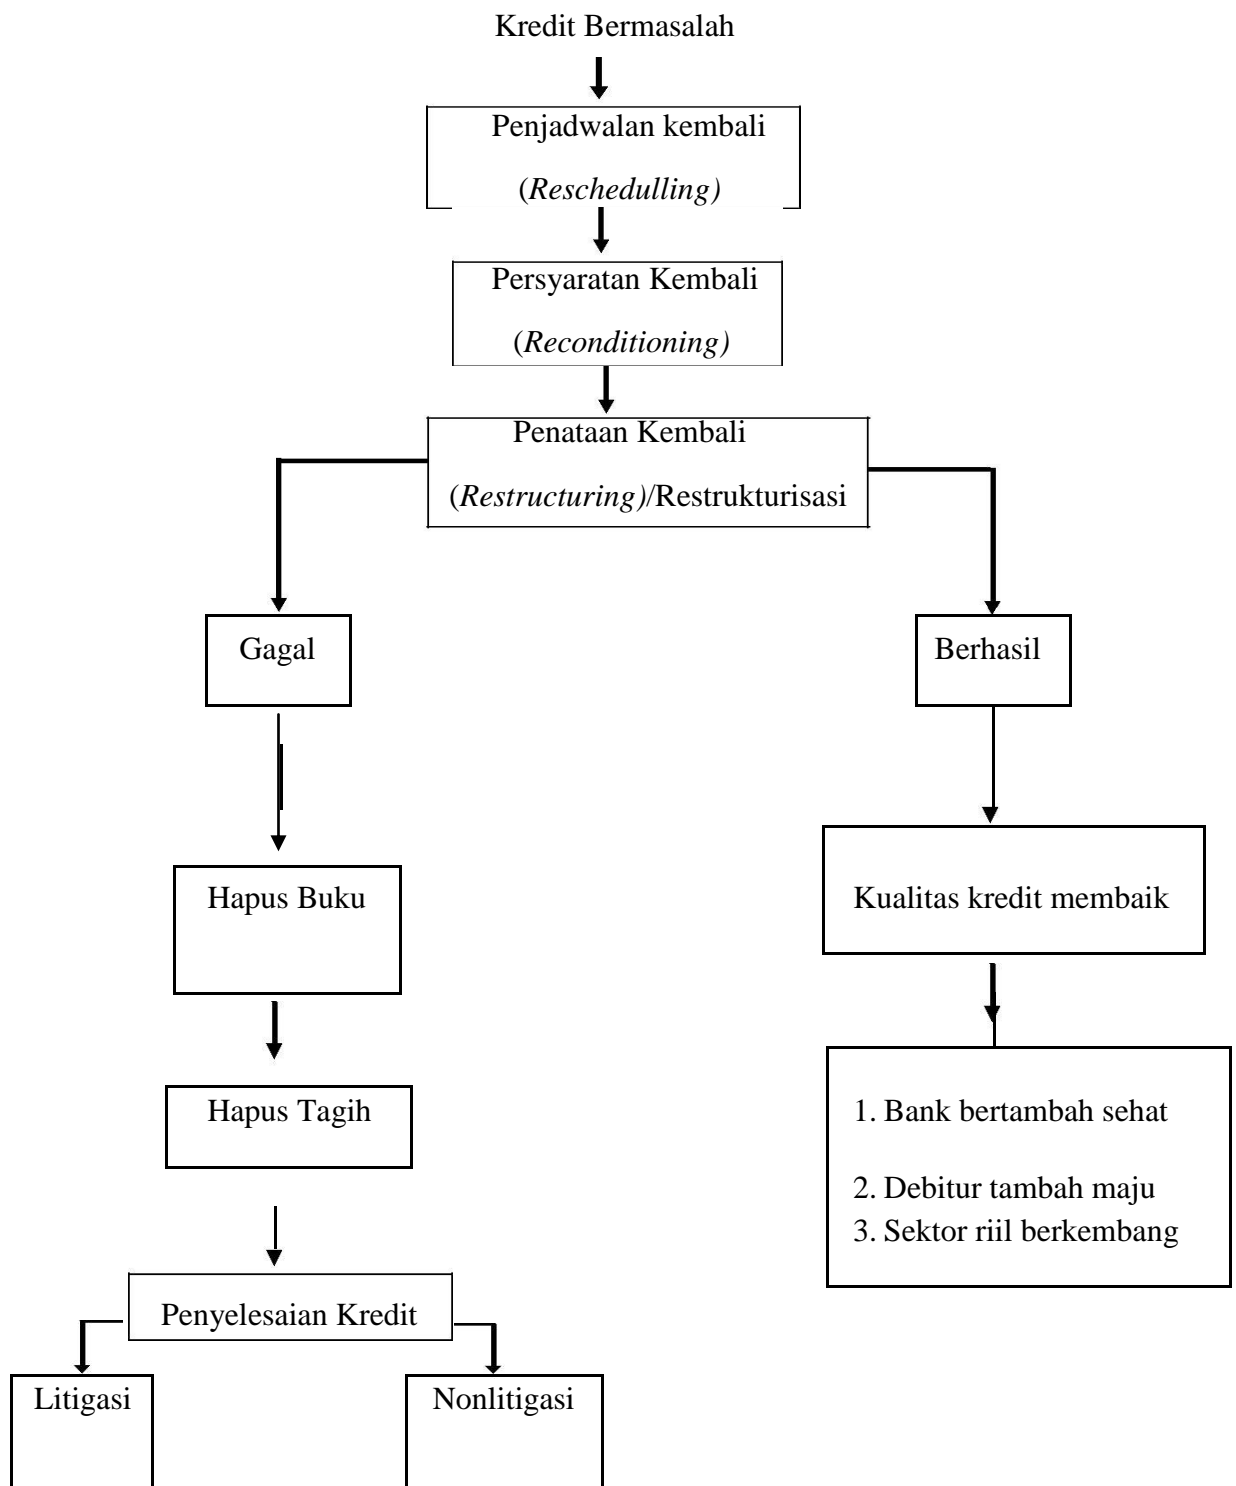 Kredit Bermasalah
Penjadwalan kembali
(Reschedulling)
Persyaratan Kembali
(Reconditioning)
Penataan Kembali
(Restructuring)/Restrukturisasi
Gagal
Berhasil
Hapus Buku
Kualitas kredit membaik
Hapus Tagih
1. Bank bertambah sehat
2. Debitur tambah maju
3. Sektor riil berkembang
Penyelesaian Kredit
Litigasi
Nonlitigasi